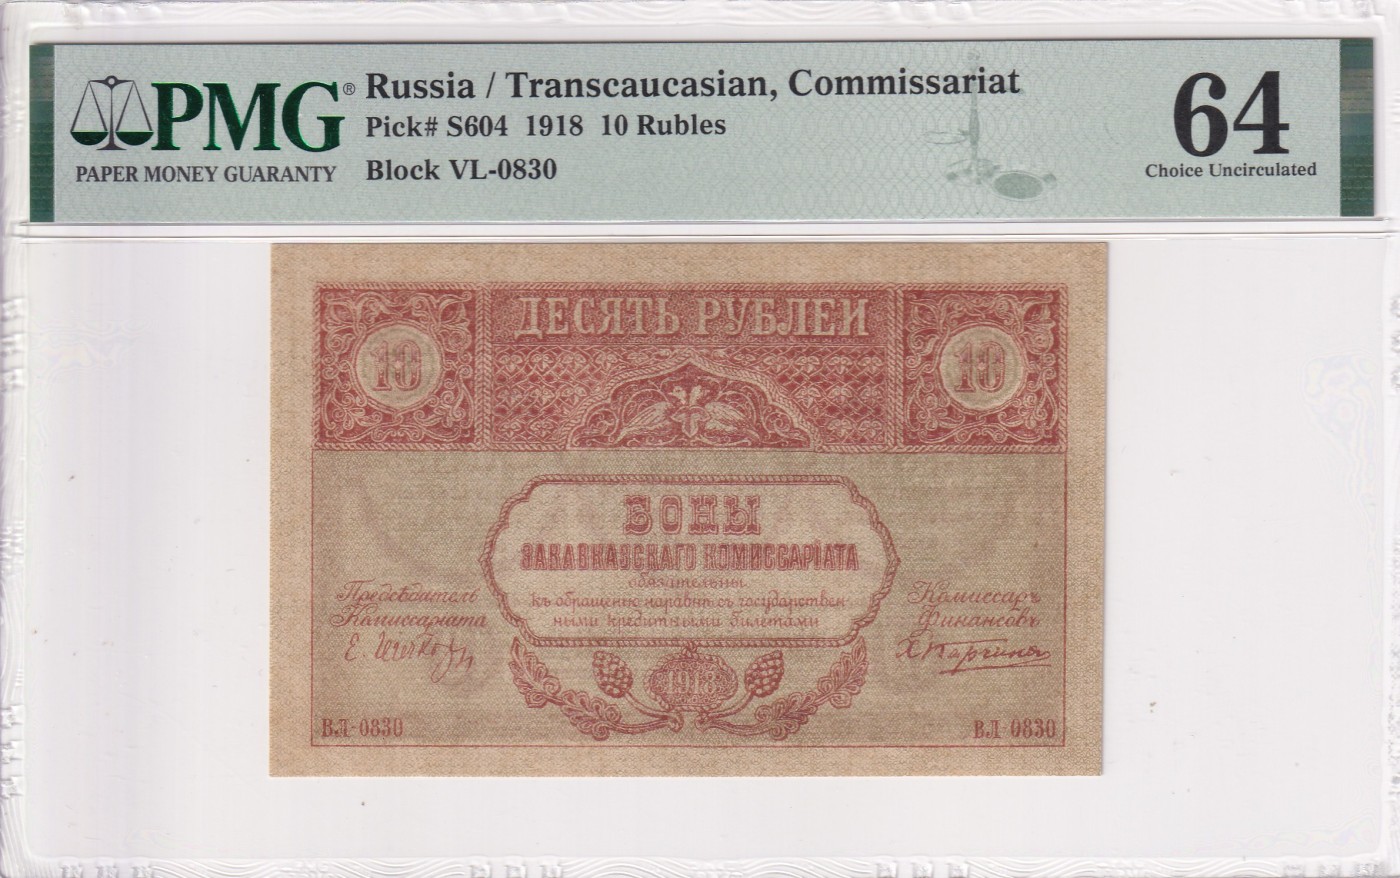 PMG® Russia / Transcaucasian, Commissariat
Pick# S604 1918 10 Rubles
PAPER MONEY GUARANTY
Block VL-0830
64
Choice Uncirculated
10 ДЕСЯТЬ РУБЛЕЙ 10
БОНЫ
ЗАКАВКАЗСКАГО КОМИССАРІАТА
обязательны
къ обращенію наравнѣ съ государствен-
ными кредитными билетами
Предсѣдатель
Комиссариата
Комиссаръ
Финансовъ
1918
ВЛ-0830
ВЛ 0830